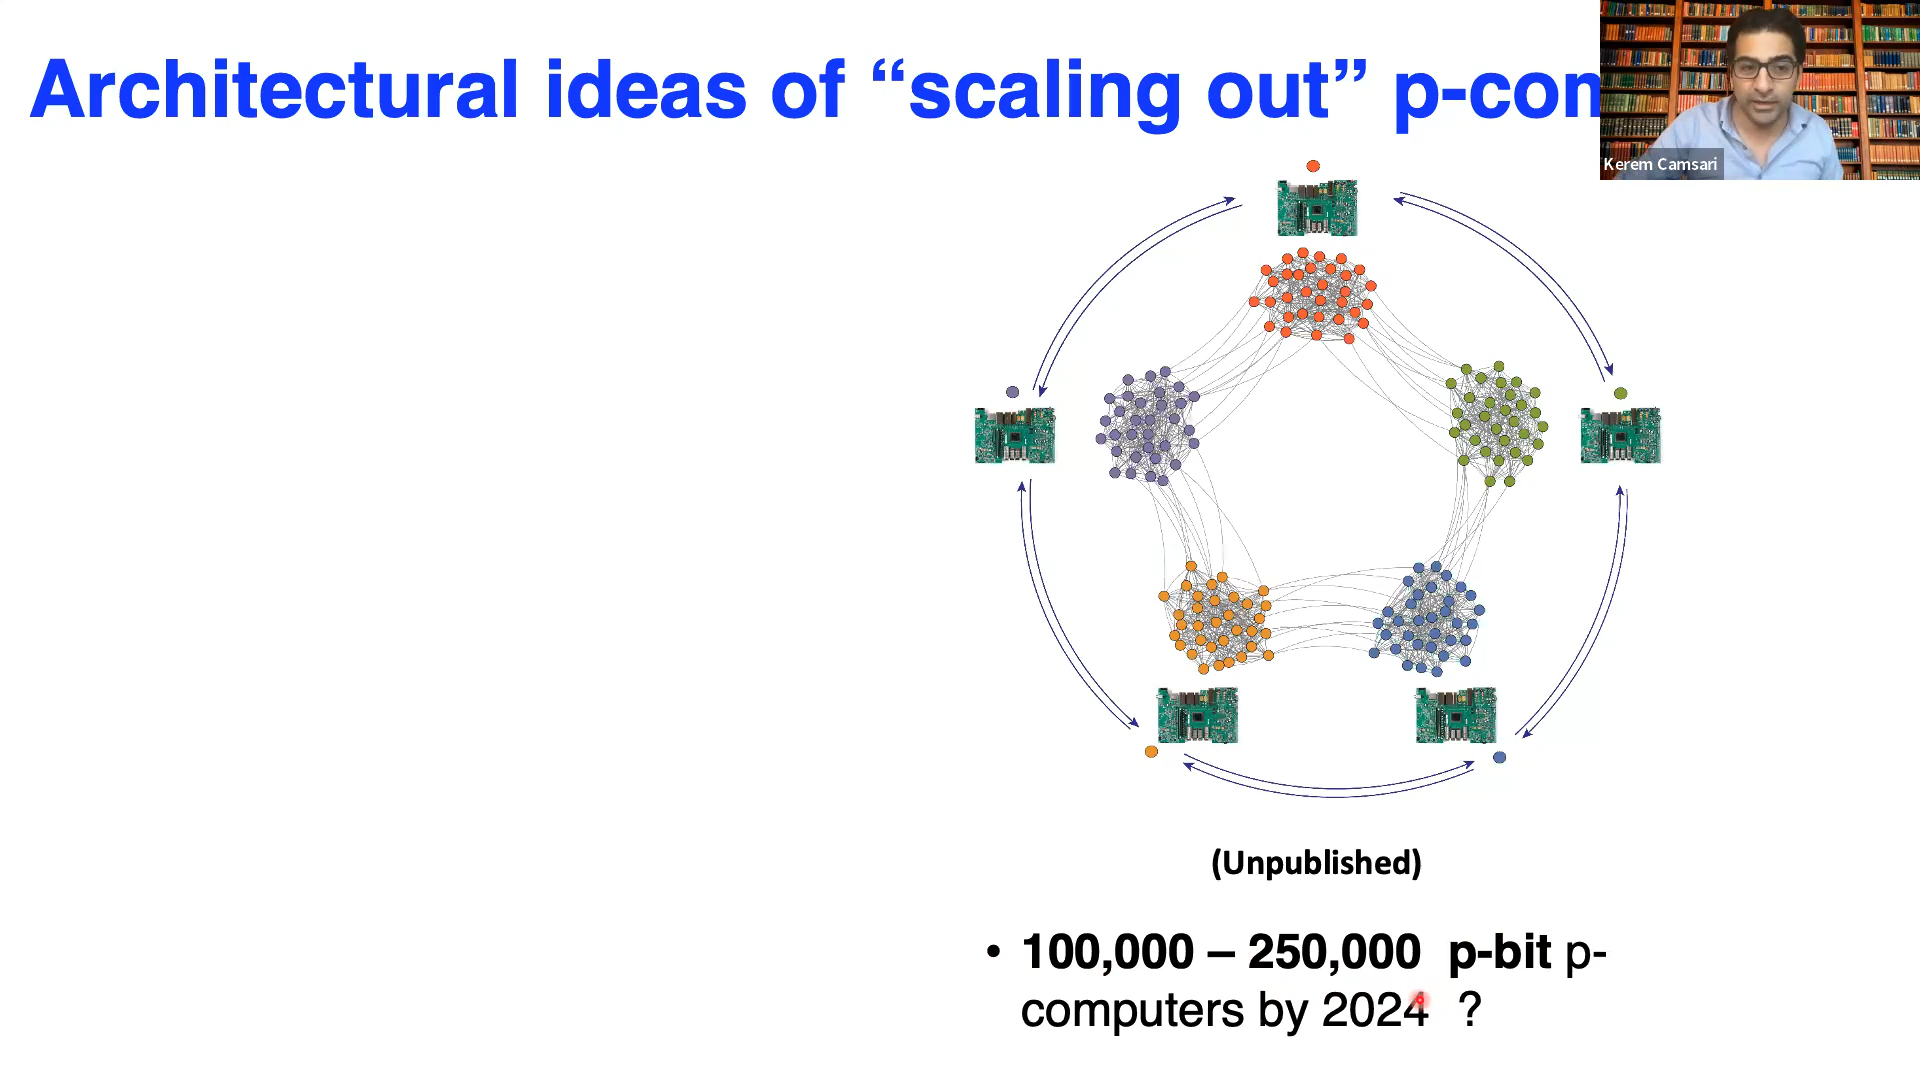 Architectural ideas of “scaling out” p-con
Kerem Camsari
(Unpublished)
• 100,000 – 250,000 p-bit p-
computers by 2024 ?